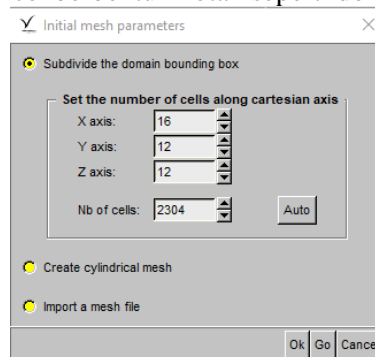 Initial mesh parameters
Subdivide the domain bounding box
Set the number of cells along cartesian axis
X axis: 16
Y axis: 12
Z axis: 12
Nb of cells: 2304 Auto
Create cylindrical mesh
Import a mesh file
Ok Go Cance